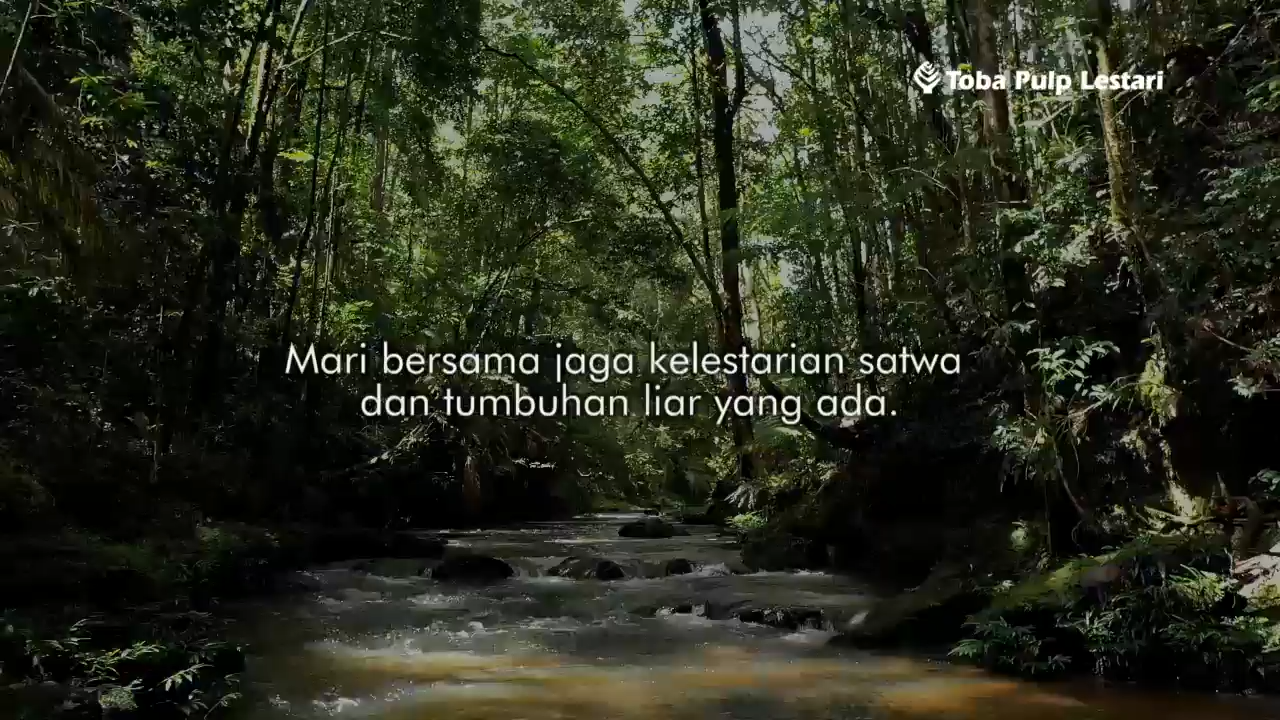 Toba Pulp Lestari
Mari bersama jaga kelestarian satwa
dan tumbuhan liar yang ada.